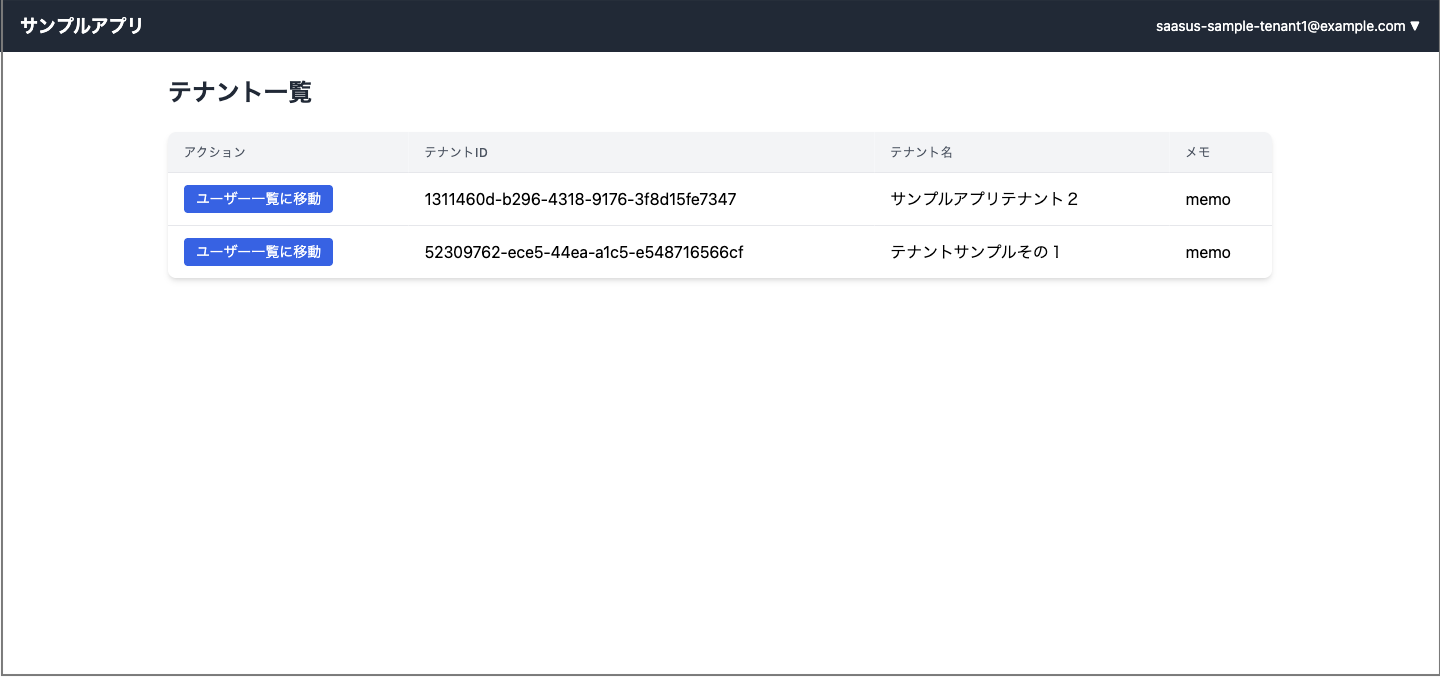 サンプルアプリ saasus-sample-tenant1@example.com ▼
テナント一覧
アクション テナントID テナント名 メモ
ユーザー一覧に移動 1311460d-b296-4318-9176-3f8d15fe7347 サンプルアプリテナント２ memo
ユーザー一覧に移動 52309762-ece5-44ea-a1c5-e548716566cf テナントサンプルその１ memo